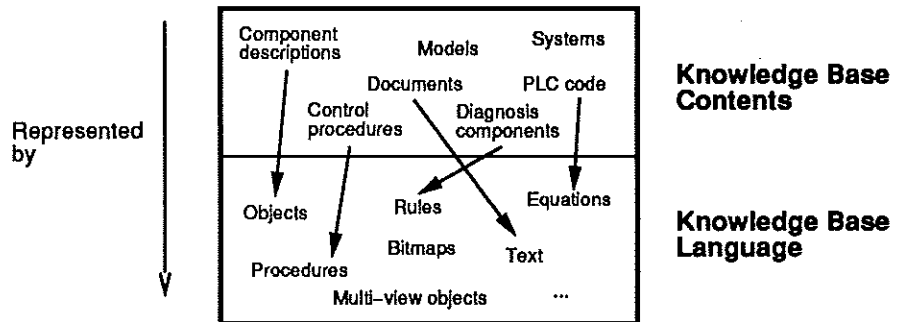 Component
descriptions
Models
Systems
Documents
PLC code
Control
procedures
Diagnosis
components
Knowledge Base
Contents
Represented
by
Objects
Rules
Equations
Bitmaps
Text
Procedures
Multi-view objects
...
Knowledge Base
Language